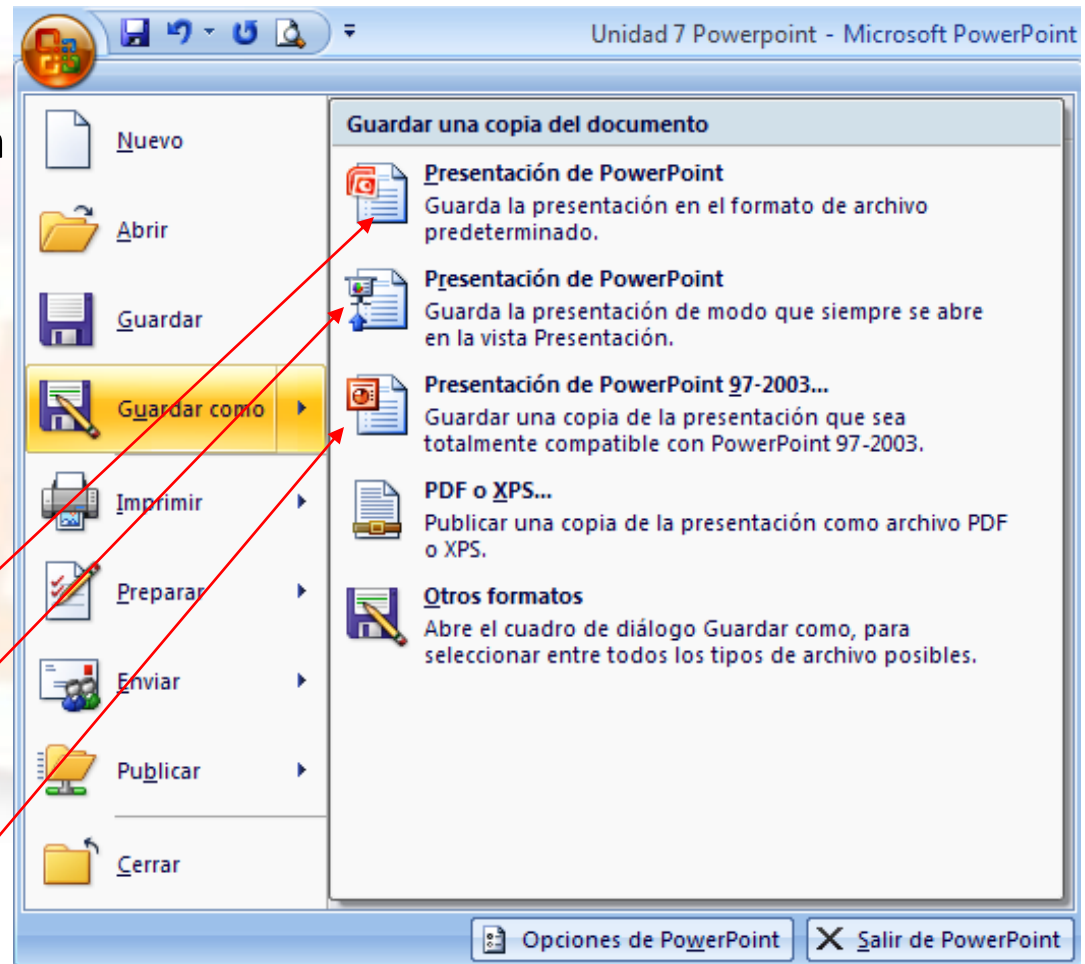 Unidad 7 Powerpoint - Microsoft PowerPoint
Nuevo
Abrir
Guardar
Guardar como
Imprimir
Preparar
Enviar
Publicar
Cerrar
Guardar una copia del documento
Presentación de PowerPoint
Guarda la presentación en el formato de archivo
predeterminado.
Presentación de PowerPoint
Guarda la presentación de modo que siempre se abre
en la vista Presentación.
Presentación de PowerPoint 97-2003...
Guardar una copia de la presentación que sea
totalmente compatible con PowerPoint 97-2003.
PDF o XPS...
Publicar una copia de la presentación como archivo PDF
o XPS.
Otros formatos
Abre el cuadro de diálogo Guardar como, para
seleccionar entre todos los tipos de archivo posibles.
Opciones de PowerPoint
Salir de PowerPoint